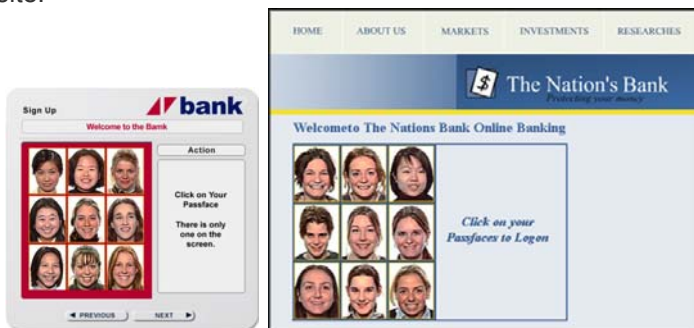 Sign Up
bank
Welcome to the Bamk
Action
Click on Your
Passface
There is only
one on the
screen.
PREVIOUS
NEXT
HOME ABOUT US MARKETS INVESTMENTS RESEARCHES
$
The Nation's Bank
Protecting your money
Welcometo The Nations Bank Online Banking
Click on your
Passfaces to Logon